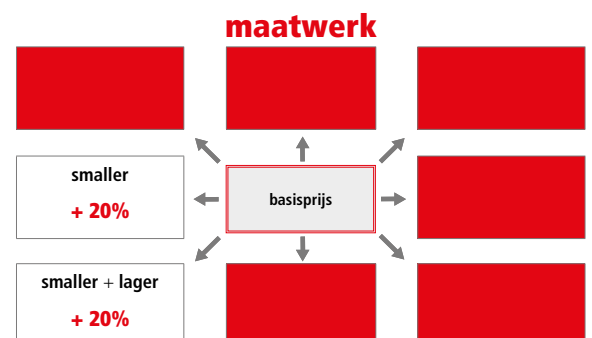 maatwerk
smaller
+ 20%
basisprijs
smaller + lager
+ 20%